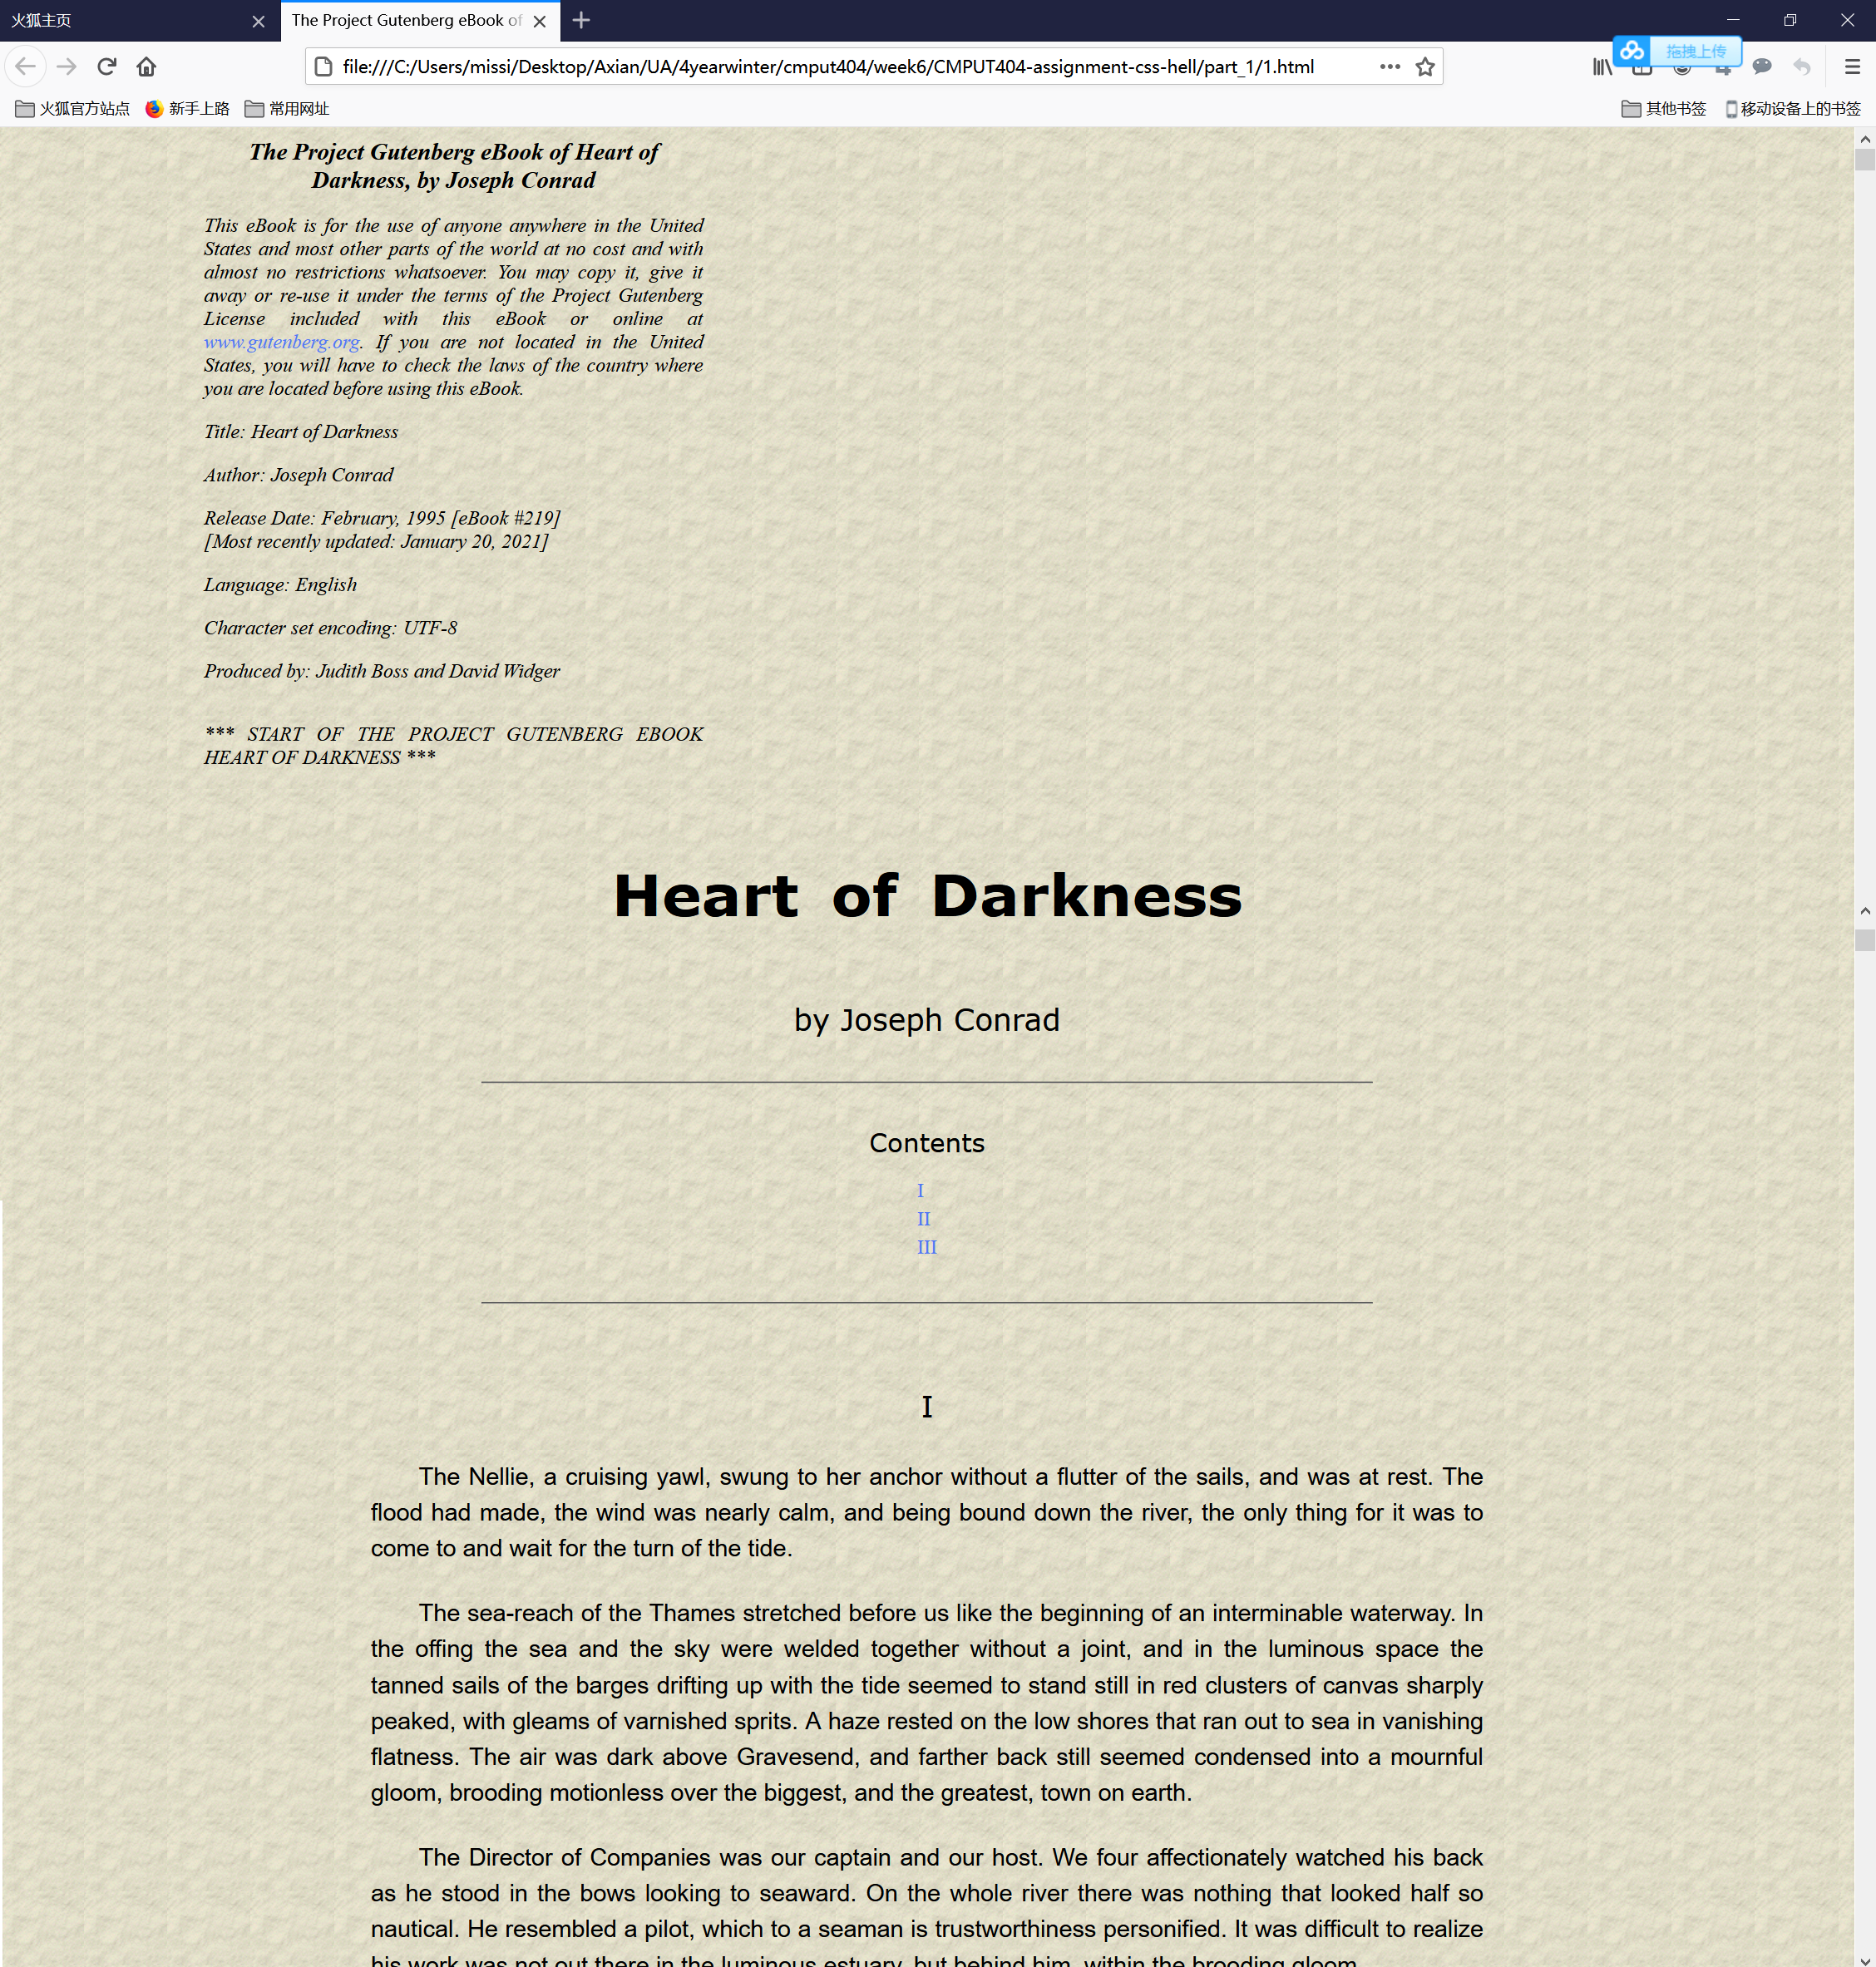 火狐主页
The Project Gutenberg eBook of
file:///C:/Users/missi/Desktop/Axian/UA/4yearwinter/cmput404/week6/CMPUT404-assignment-css-hell/part_1/1.html
拖拽上传
火狐官方站点 新手上路 常用网址 其他书签 移动设备上的书签
The Project Gutenberg eBook of Heart of
Darkness, by Joseph Conrad
This eBook is for the use of anyone anywhere in the United
States and most other parts of the world at no cost and with
almost no restrictions whatsoever. You may copy it, give it
away or re-use it under the terms of the Project Gutenberg
License included with this eBook or online at
www.gutenberg.org. If you are not located in the United
States, you will have to check the laws of the country where
you are located before using this eBook.
Title: Heart of Darkness
Author: Joseph Conrad
Release Date: February, 1995 [eBook #219]
[Most recently updated: January 20, 2021]
Language: English
Character set encoding: UTF-8
Produced by: Judith Boss and David Widger
*** START OF THE PROJECT GUTENBERG EBOOK
HEART OF DARKNESS ***
Heart of Darkness
by Joseph Conrad
Contents
I
II
III
I
The Nellie, a cruising yawl, swung to her anchor without a flutter of the sails, and was at rest. The
flood had made, the wind was nearly calm, and being bound down the river, the only thing for it was to
come to and wait for the turn of the tide.
The sea-reach of the Thames stretched before us like the beginning of an interminable waterway. In
the offing the sea and the sky were welded together without a joint, and in the luminous space the
tanned sails of the barges drifting up with the tide seemed to stand still in red clusters of canvas sharply
peaked, with gleams of varnished sprits. A haze rested on the low shores that ran out to sea in vanishing
flatness. The air was dark above Gravesend, and farther back still seemed condensed into a mournful
gloom, brooding motionless over the biggest, and the greatest, town on earth.
The Director of Companies was our captain and our host. We four affectionately watched his back
as he stood in the bows looking to seaward. On the whole river there was nothing that looked half so
nautical. He resembled a pilot, which to a seaman is trustworthiness personified. It was difficult to realize
his work was not out there in the luminous estuary, but behind him, within the brooding gloom.